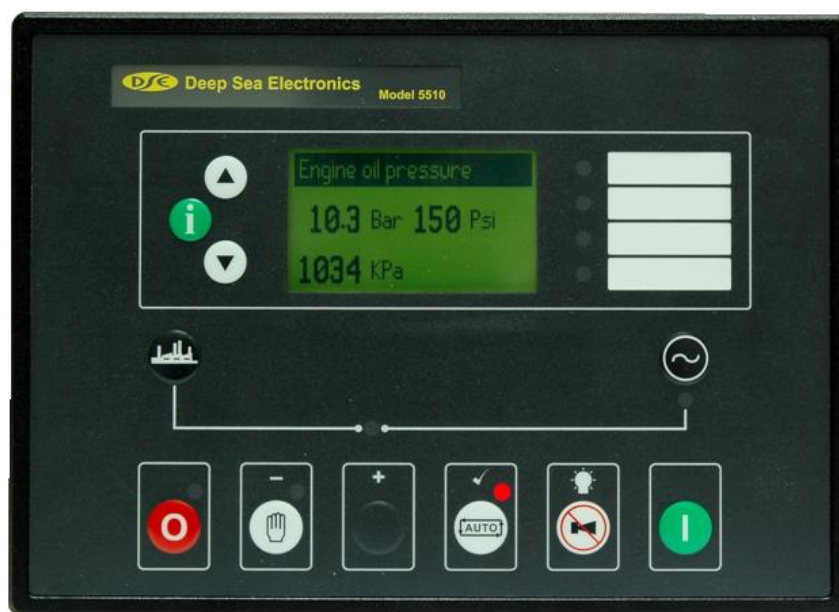 DSE Deep Sea Electronics
Model 5510
Engine oil pressure
i
10.3 Bar 150 Psi
1034 KPa
- +
O
AUTO
I